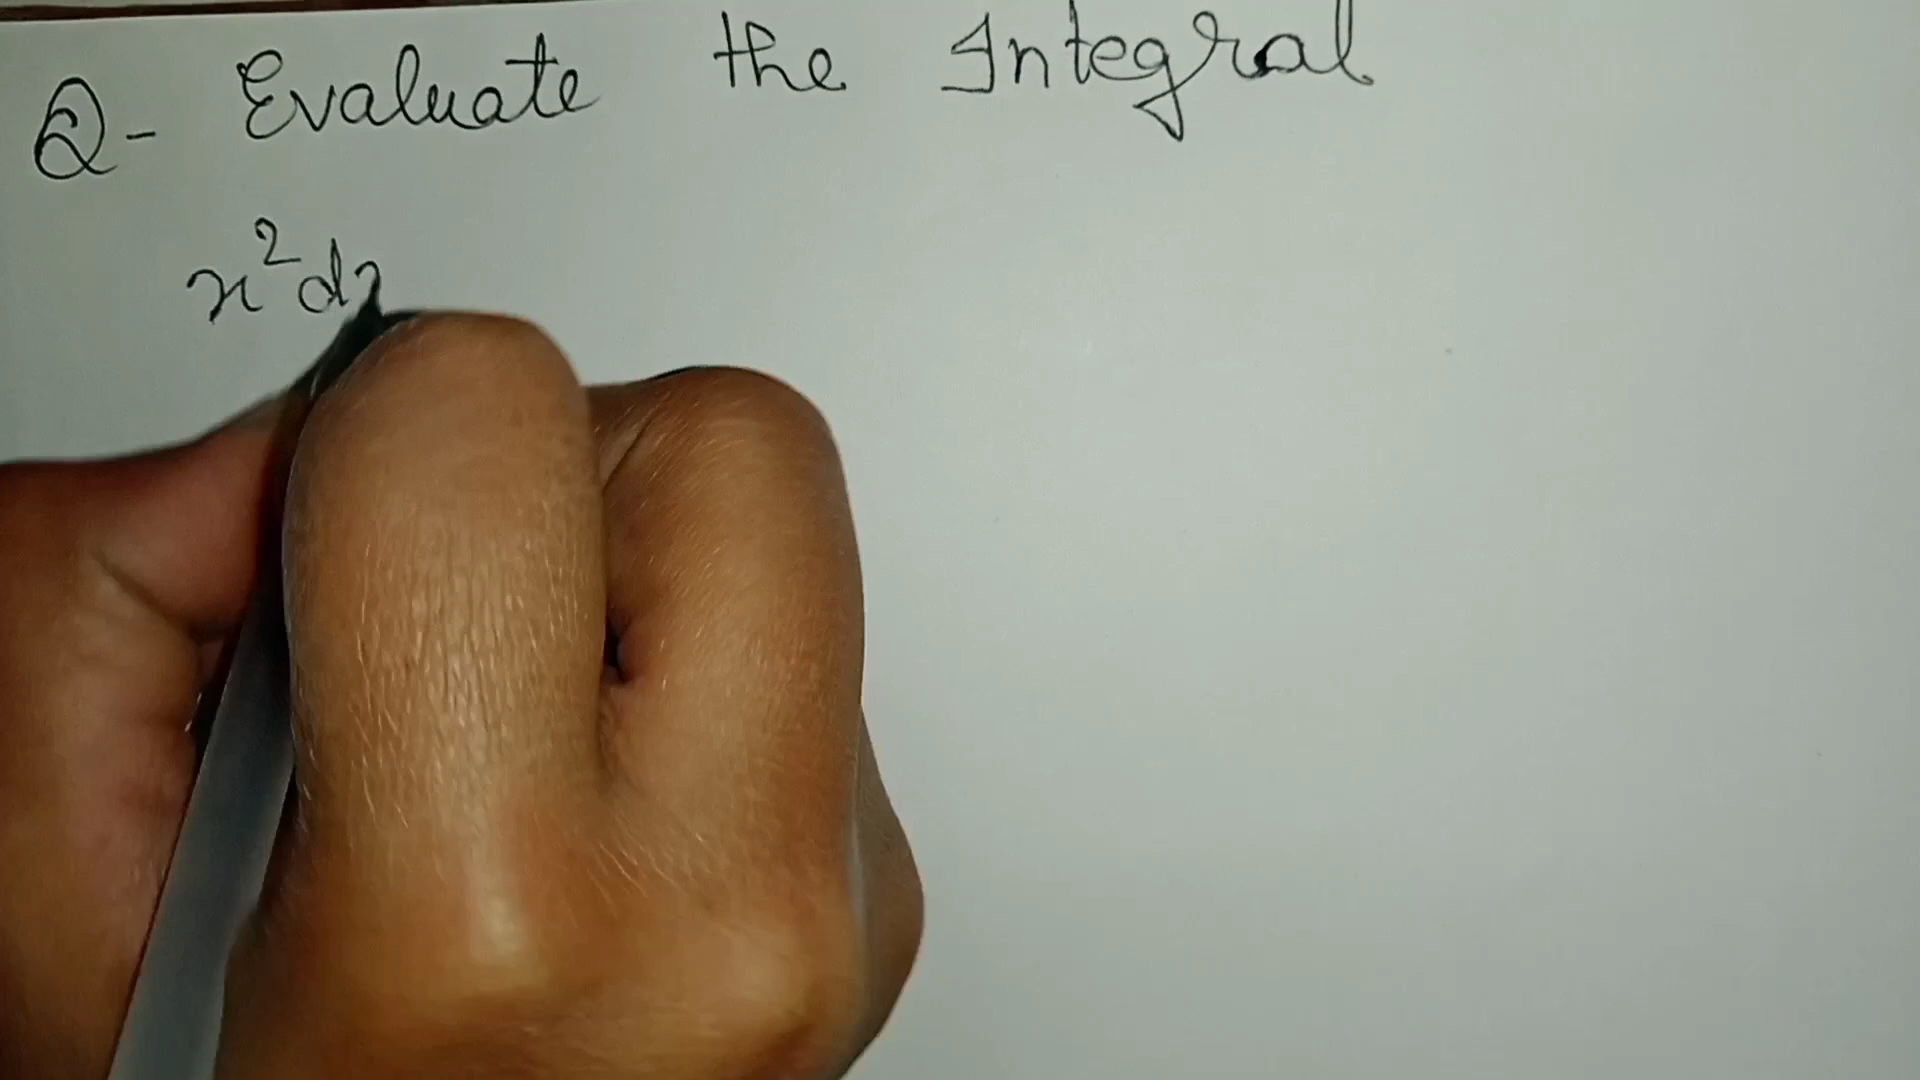 Q- Evaluate the Integral
x²dx